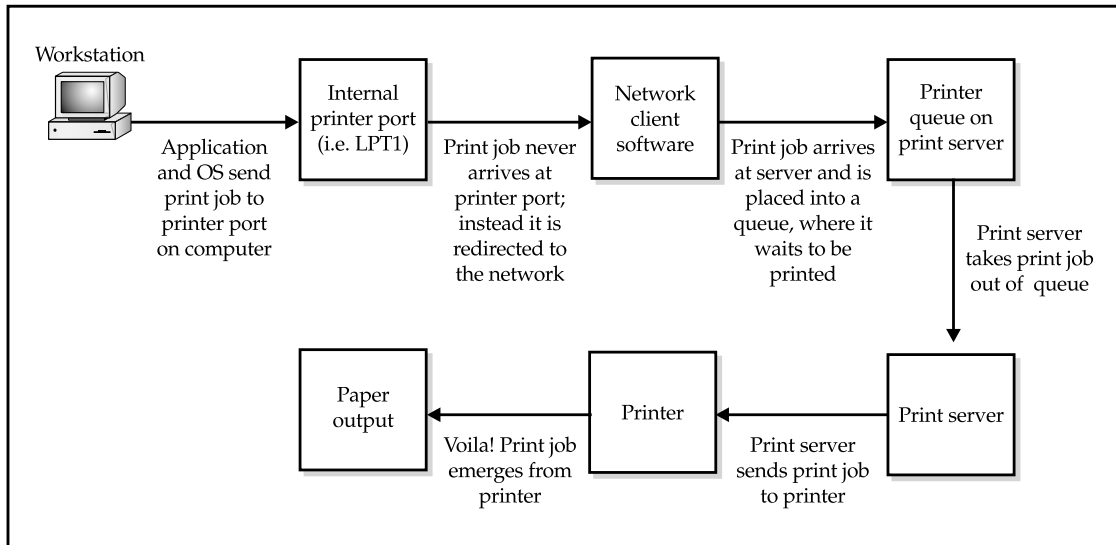 Workstation
Internal
printer port
(i.e. LPT1)
Network
client
software
Printer
queue on
print server
Application
and OS send
print job to
printer port
on computer
Print job never
arrives at
printer port;
instead it is
redirected to
the network
Print job arrives
at server and is
placed into a
queue, where it
waits to be
printed
Print server
takes print job
out of queue
Paper
output
Printer
Print server
Voila! Print job
emerges from
printer
Print server
sends print job
to printer